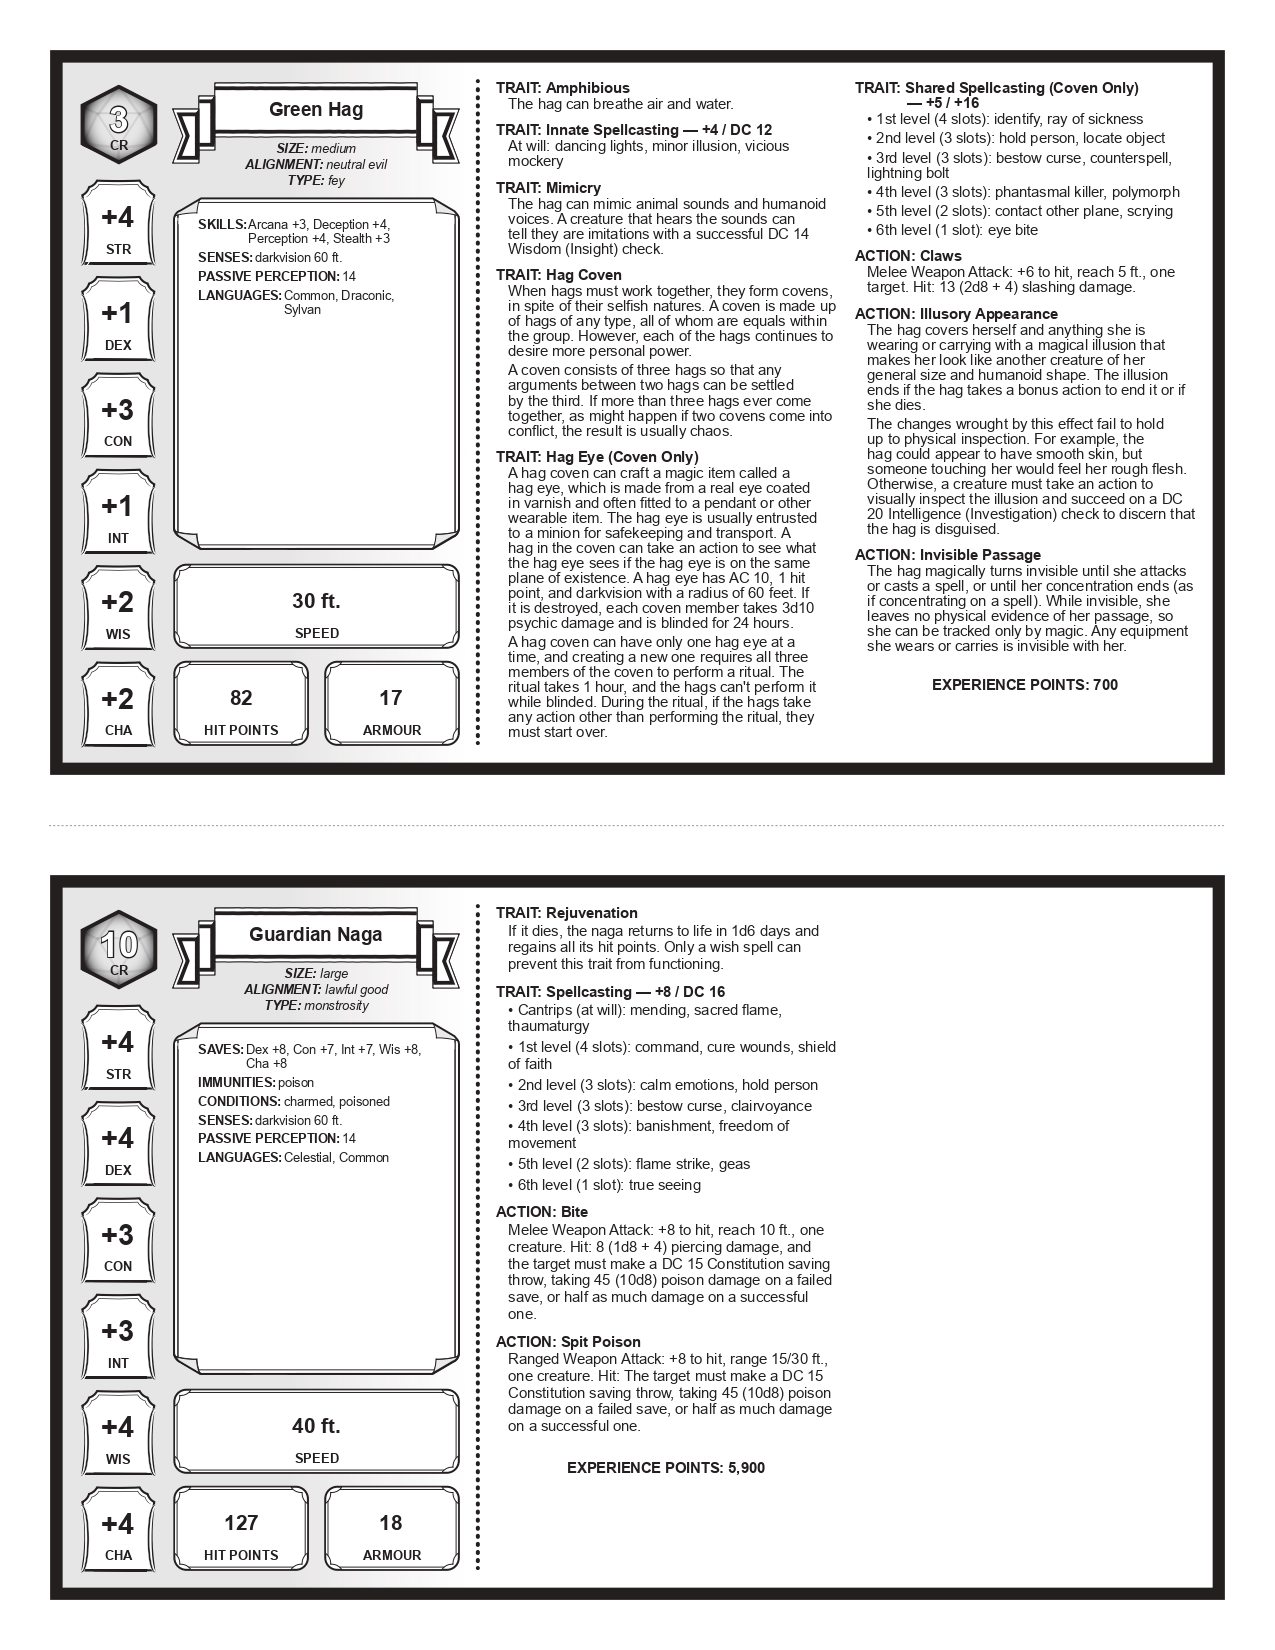 3
CR
Green Hag
SIZE: medium
ALIGNMENT: neutral evil
TYPE: fey
+4
STR
+1
DEX
+3
CON
+1
INT
+2
WIS
+2
CHA
SKILLS: Arcana +3, Deception +4,
Perception +4, Stealth +3
SENSES: darkvision 60 ft.
PASSIVE PERCEPTION: 14
LANGUAGES: Common, Draconic,
Sylvan
30 ft.
SPEED
82
HIT POINTS
17
ARMOUR
TRAIT: Amphibious
The hag can breathe air and water.
TRAIT: Innate Spellcasting — +4 / DC 12
At will: dancing lights, minor illusion, vicious
mockery
TRAIT: Mimicry
The hag can mimic animal sounds and humanoid
voices. A creature that hears the sounds can
tell they are imitations with a successful DC 14
Wisdom (Insight) check.
TRAIT: Hag Coven
When hags must work together, they form covens,
in spite of their selfish natures. A coven is made up
of hags of any type, all of whom are equals within
the group. However, each of the hags continues to
desire more personal power.
A coven consists of three hags so that any
arguments between two hags can be settled
by the third. If more than three hags ever come
together, as might happen if two covens come into
conflict, the result is usually chaos.
TRAIT: Hag Eye (Coven Only)
A hag coven can craft a magic item called a
hag eye, which is made from a real eye coated
in varnish and often fitted to a pendant or other
wearable item. The hag eye is usually entrusted
to a minion for safekeeping and transport. A
hag in the coven can take an action to see what
the hag eye sees if the hag eye is on the same
plane of existence. A hag eye has AC 10, 1 hit
point, and darkvision with a radius of 60 feet. If
it is destroyed, each coven member takes 3d10
psychic damage and is blinded for 24 hours.
A hag coven can have only one hag eye at a
time, and creating a new one requires all three
members of the coven to perform a ritual. The
ritual takes 1 hour, and the hags can't perform it
while blinded. During the ritual, if the hags take
any action other than performing the ritual, they
must start over.
TRAIT: Shared Spellcasting (Coven Only)
— +5 / +16
• 1st level (4 slots): identify, ray of sickness
• 2nd level (3 slots): hold person, locate object
• 3rd level (3 slots): bestow curse, counterspell,
lightning bolt
• 4th level (3 slots): phantasmal killer, polymorph
• 5th level (2 slots): contact other plane, scrying
• 6th level (1 slot): eye bite
ACTION: Claws
Melee Weapon Attack: +6 to hit, reach 5 ft., one
target. Hit: 13 (2d8 + 4) slashing damage.
ACTION: Illusory Appearance
The hag covers herself and anything she is
wearing or carrying with a magical illusion that
makes her look like another creature of her
general size and humanoid shape. The illusion
ends if the hag takes a bonus action to end it or if
she dies.
The changes wrought by this effect fail to hold
up to physical inspection. For example, the
hag could appear to have smooth skin, but
someone touching her would feel her rough flesh.
Otherwise, a creature must take an action to
visually inspect the illusion and succeed on a DC
20 Intelligence (Investigation) check to discern that
the hag is disguised.
ACTION: Invisible Passage
The hag magically turns invisible until she attacks
or casts a spell, or until her concentration ends (as
if concentrating on a spell). While invisible, she
leaves no physical evidence of her passage, so
she can be tracked only by magic. Any equipment
she wears or carries is invisible with her.
EXPERIENCE POINTS: 700
10
CR
Guardian Naga
SIZE: large
ALIGNMENT: lawful good
TYPE: monstrosity
+4
STR
+4
DEX
+3
CON
+3
INT
+4
WIS
+4
CHA
SAVES: Dex +8, Con +7, Int +7, Wis +8,
Cha +8
IMMUNITIES: poison
CONDITIONS: charmed, poisoned
SENSES: darkvision 60 ft.
PASSIVE PERCEPTION: 14
LANGUAGES: Celestial, Common
40 ft.
SPEED
127
HIT POINTS
18
ARMOUR
TRAIT: Rejuvenation
If it dies, the naga returns to life in 1d6 days and
regains all its hit points. Only a wish spell can
prevent this trait from functioning.
TRAIT: Spellcasting — +8 / DC 16
• Cantrips (at will): mending, sacred flame,
thaumaturgy
• 1st level (4 slots): command, cure wounds, shield
of faith
• 2nd level (3 slots): calm emotions, hold person
• 3rd level (3 slots): bestow curse, clairvoyance
• 4th level (3 slots): banishment, freedom of
movement
• 5th level (2 slots): flame strike, geas
• 6th level (1 slot): true seeing
ACTION: Bite
Melee Weapon Attack: +8 to hit, reach 10 ft., one
creature. Hit: 8 (1d8 + 4) piercing damage, and
the target must make a DC 15 Constitution saving
throw, taking 45 (10d8) poison damage on a failed
save, or half as much damage on a successful
one.
ACTION: Spit Poison
Ranged Weapon Attack: +8 to hit, range 15/30 ft.,
one creature. Hit: The target must make a DC 15
Constitution saving throw, taking 45 (10d8) poison
damage on a failed save, or half as much damage
on a successful one.
EXPERIENCE POINTS: 5,900